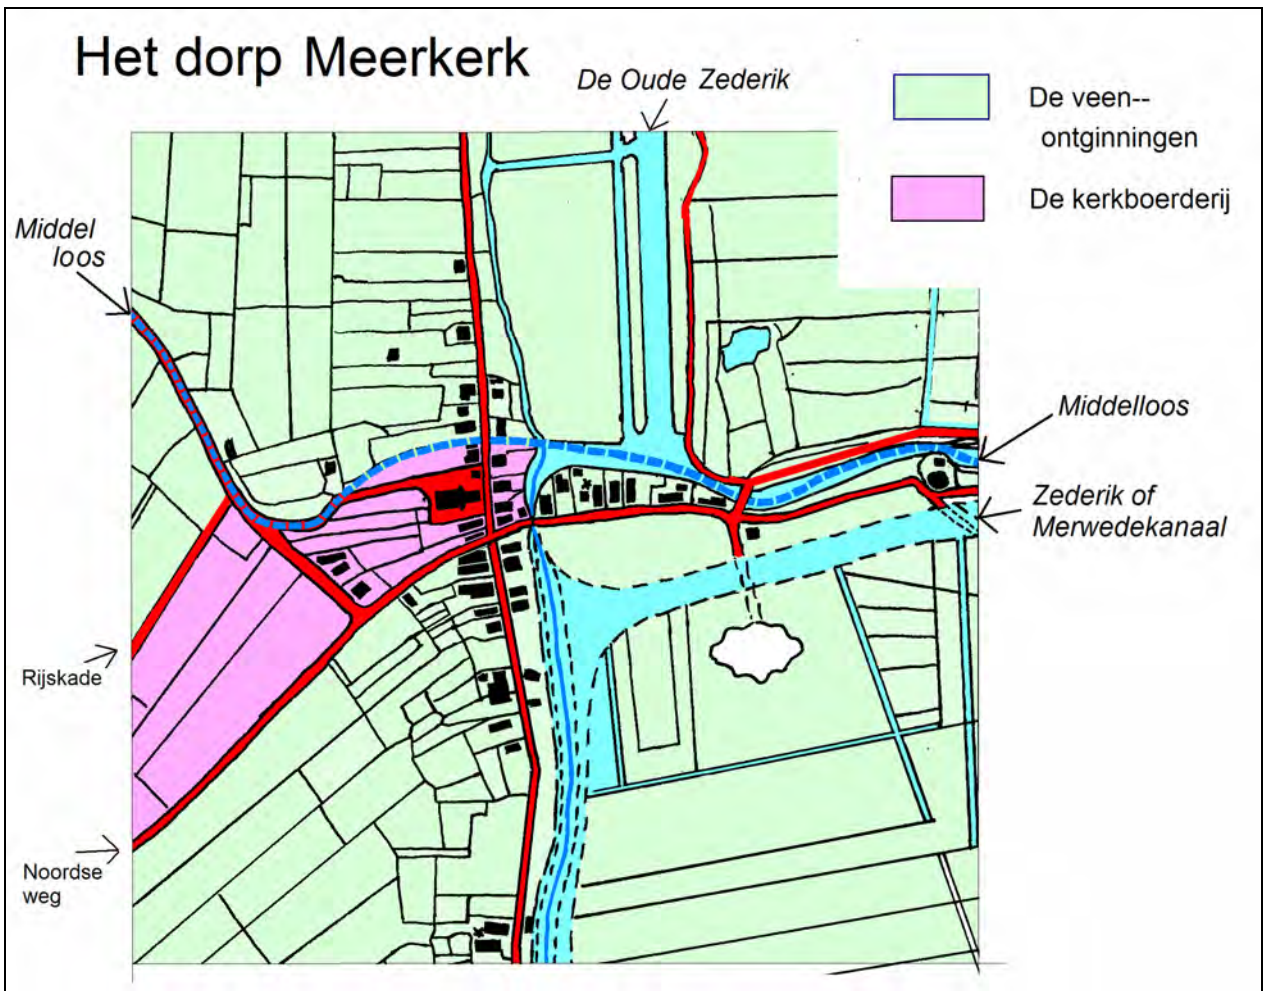 Het dorp Meerkerk
De Oude Zederik
De veen--
ontginningen
De kerkboerderij
Middel
loos
Middelloos
Zederik of
Merwedekanaal
Rijskade
Noordse
weg